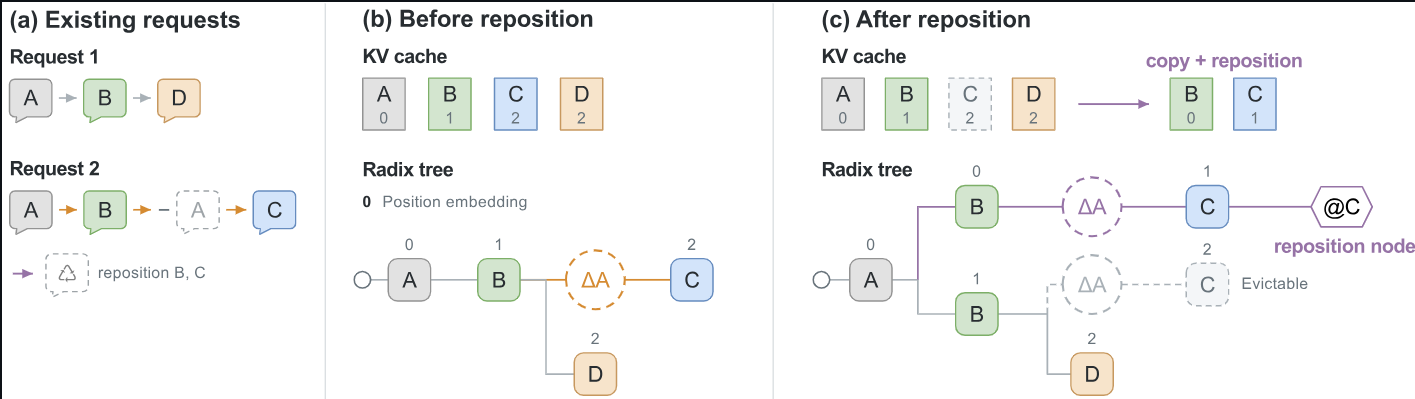 (a) Existing requests
Request 1
A
B
D
Request 2
A
B
–
A
C
reposition B, C
(b) Before reposition
KV cache
A
0
B
1
C
2
D
2
Radix tree
0 Position embedding
0
1
2
A
B
ΔA
C
2
D
(c) After reposition
KV cache
A
0
B
1
C
2
D
2
copy + reposition
B
0
C
1
Radix tree
0
1
B
ΔA
C
@C
reposition node
0
A
2
ΔA
C
Evictable
1
B
2
D